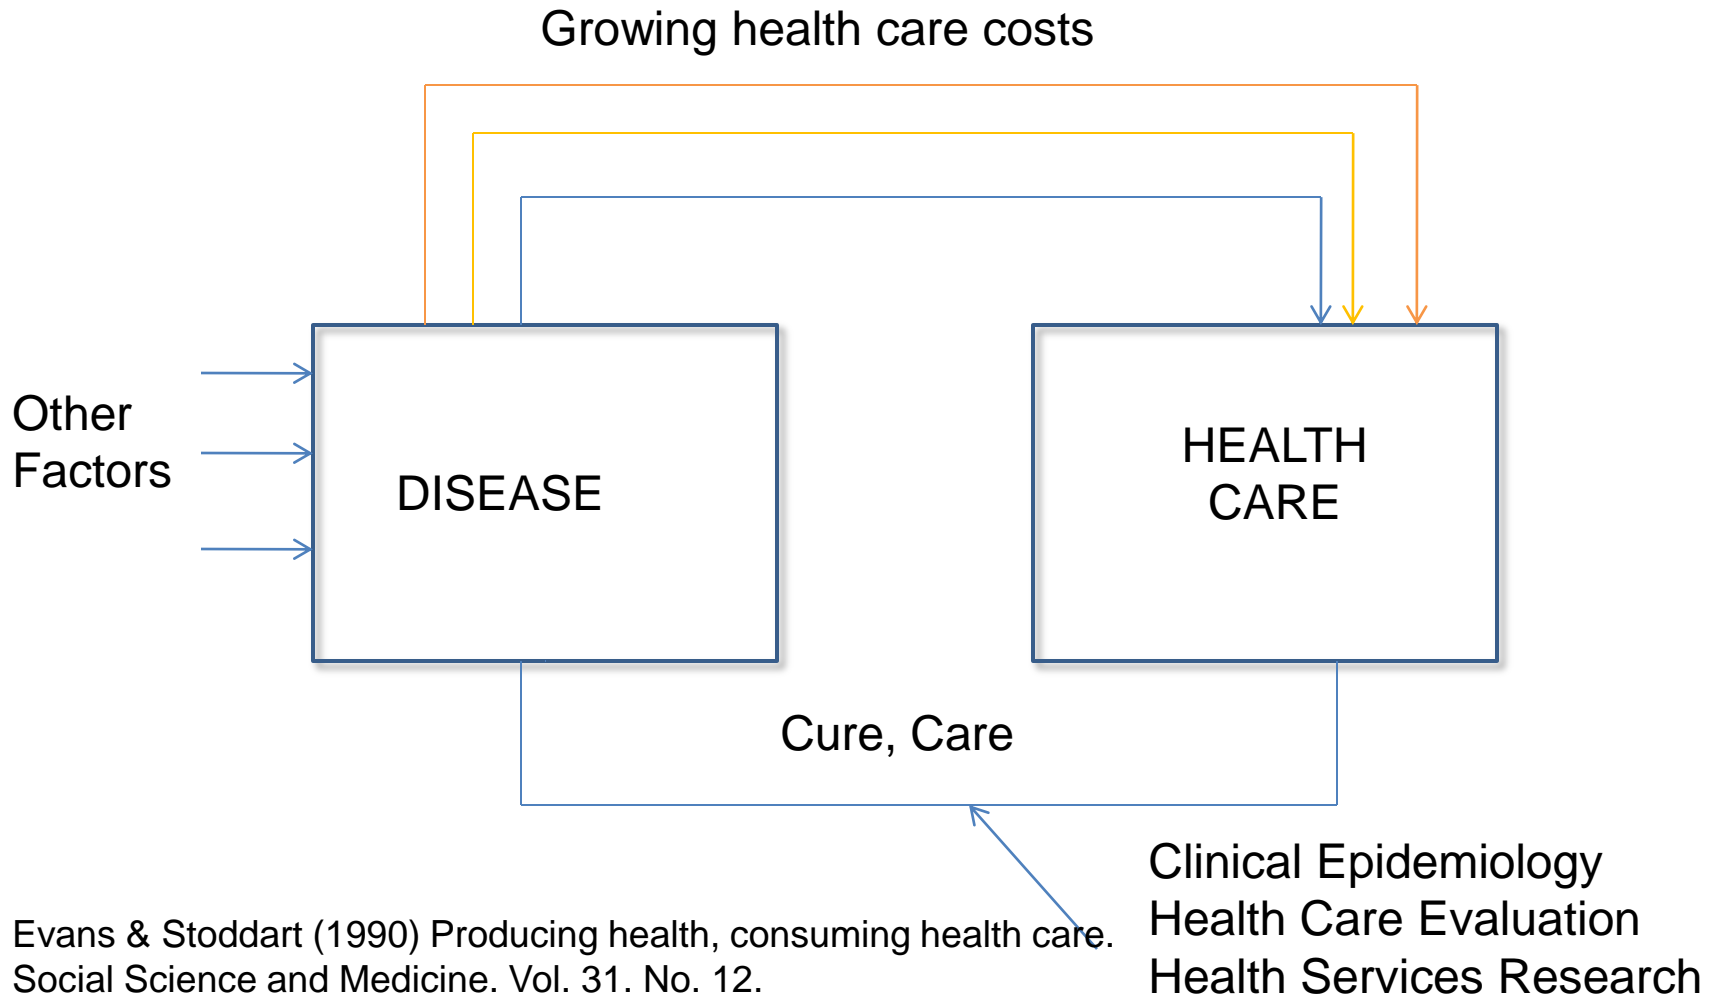 Growing health care costs
Other
Factors
DISEASE
HEALTH
CARE
Cure, Care
Clinical Epidemiology
Health Care Evaluation
Health Services Research
Evans & Stoddart (1990) Producing health, consuming health care.
Social Science and Medicine. Vol. 31. No. 12.